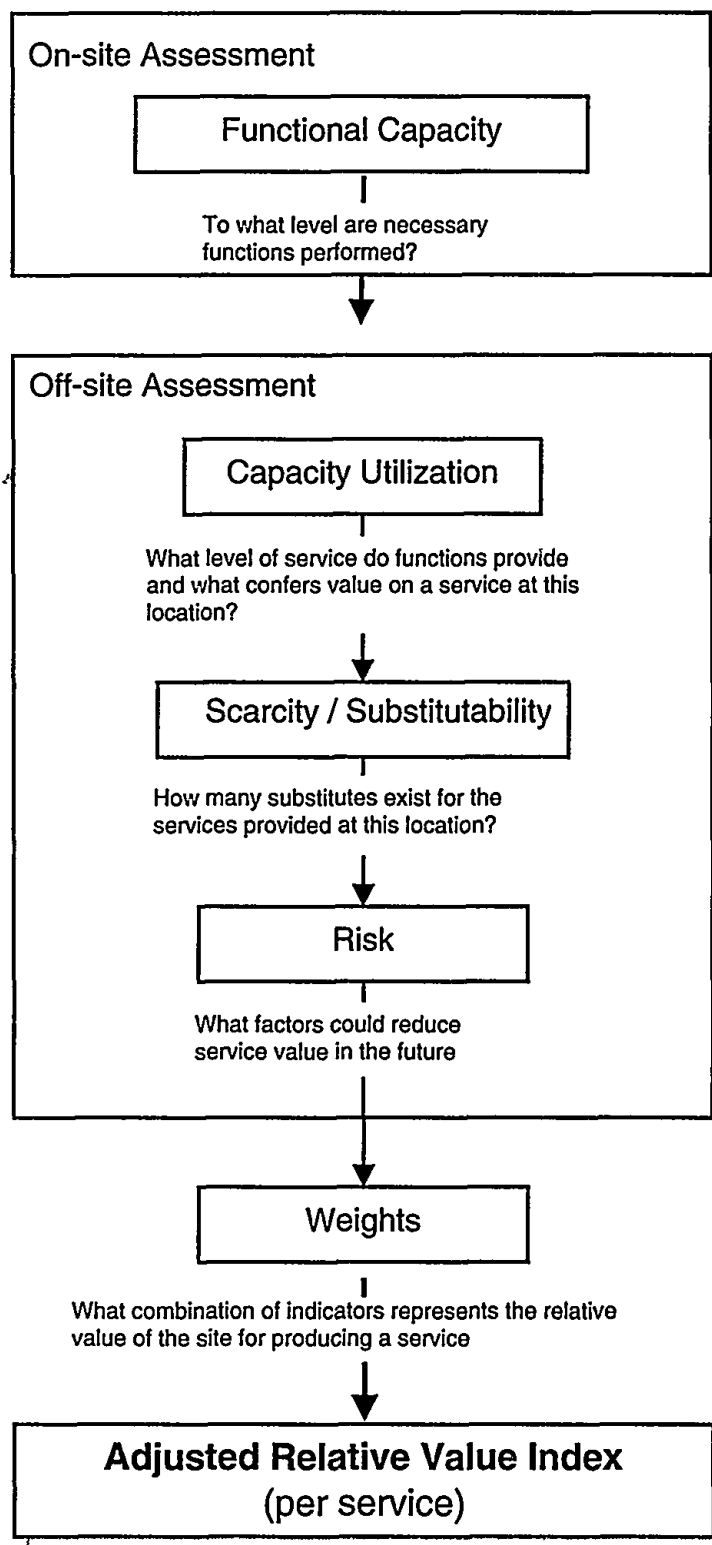 On-site Assessment
Functional Capacity
To what level are necessary
functions performed?
Off-site Assessment
Capacity Utilization
What level of service do functions provide
and what confers value on a service at this
location?
Scarcity / Substitutability
How many substitutes exist for the
services provided at this location?
Risk
What factors could reduce
service value in the future
Weights
What combination of indicators represents the relative
value of the site for producing a service
Adjusted Relative Value Index
(per service)